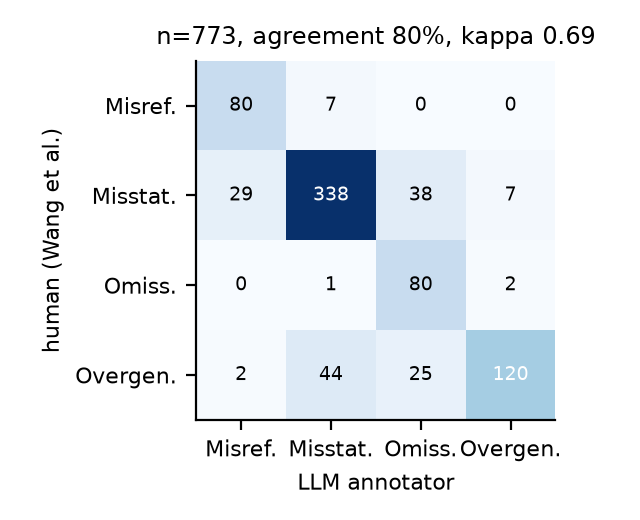 n=773, agreement 80%, kappa 0.69
human (Wang et al.)
Misref. 80 7 0 0
Misstat. 29 338 38 7
Omiss. 0 1 80 2
Overgen. 2 44 25 120
Misref. Misstat. Omiss. Overgen.
LLM annotator